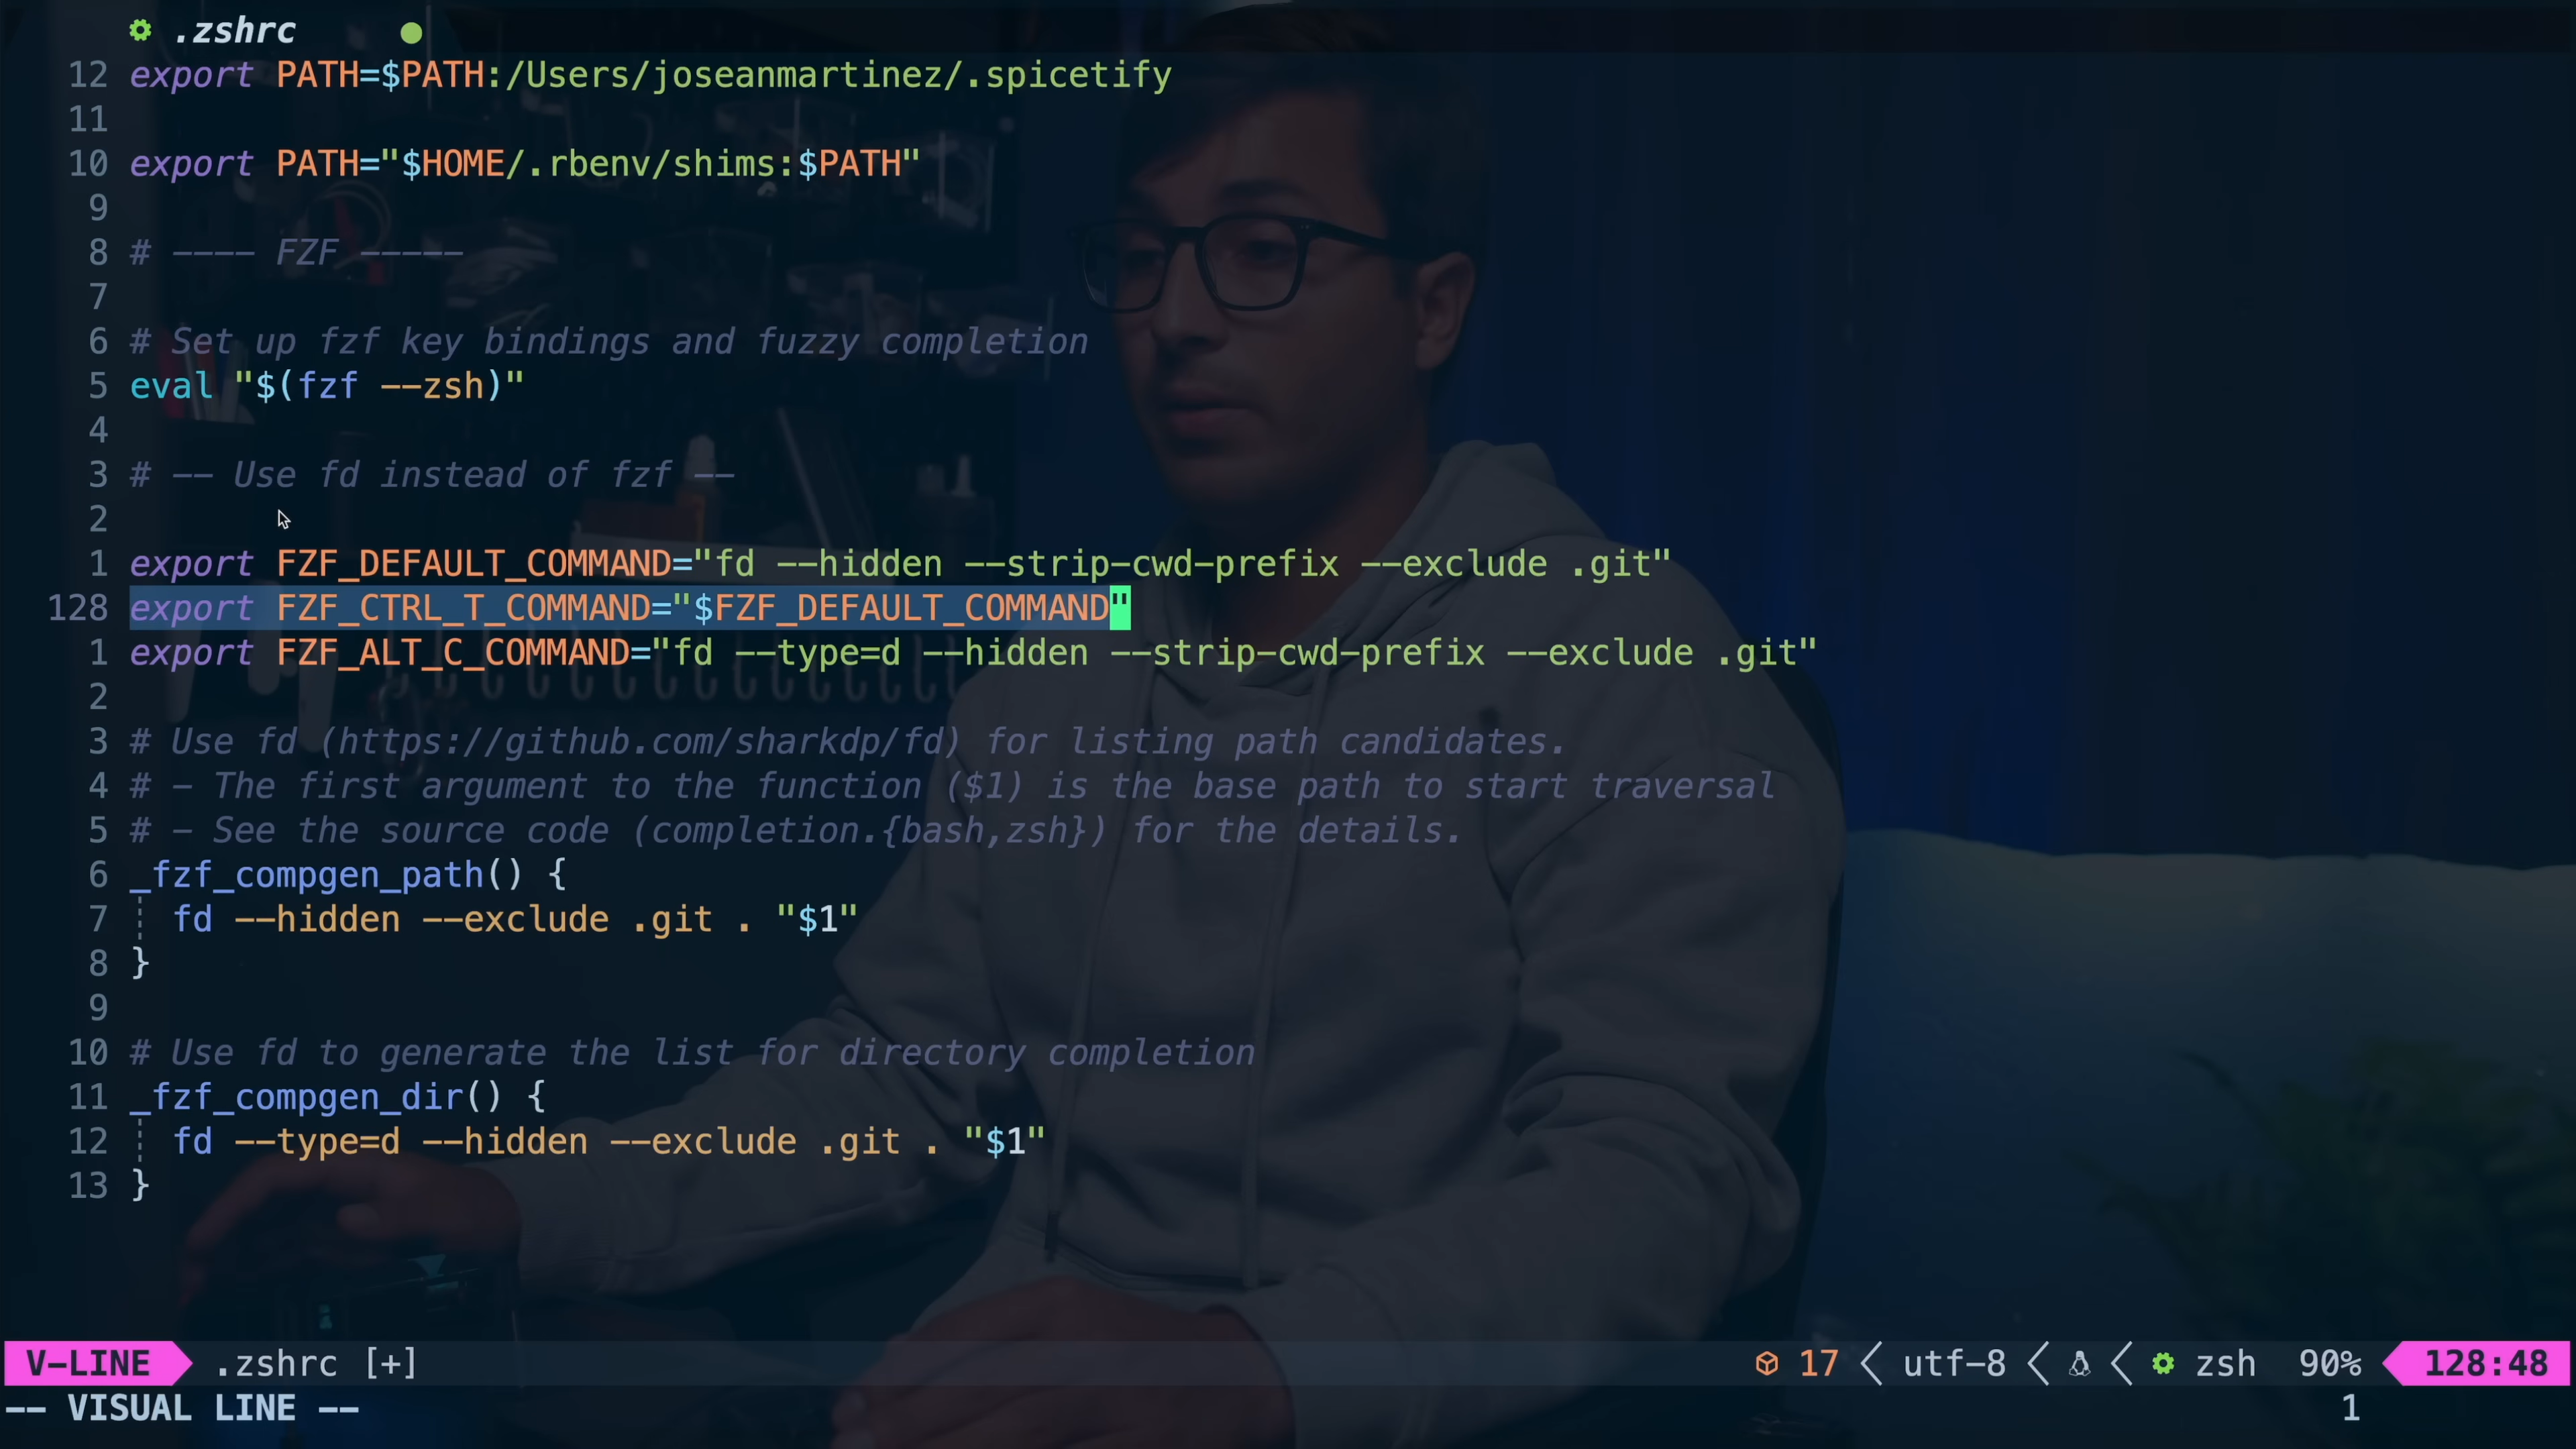 .zshrc
12 export PATH=$PATH:/Users/joseanmartinez/.spicetify
11
10 export PATH="$HOME/.rbenv/shims:$PATH"
9
8 # ---- FZF -----
7
6 # Set up fzf key bindings and fuzzy completion
5 eval "$(fzf --zsh)"
4
3 # -- Use fd instead of fzf --
2
1 export FZF_DEFAULT_COMMAND="fd --hidden --strip-cwd-prefix --exclude .git"
128 export FZF_CTRL_T_COMMAND="$FZF_DEFAULT_COMMAND"
1 export FZF_ALT_C_COMMAND="fd --type=d --hidden --strip-cwd-prefix --exclude .git"
2
3 # Use fd (https://github.com/sharkdp/fd) for listing path candidates.
4 # - The first argument to the function ($1) is the base path to start traversal
5 # - See the source code (completion.{bash,zsh}) for the details.
6 _fzf_compgen_path() {
7 fd --hidden --exclude .git . "$1"
8 }
9
10 # Use fd to generate the list for directory completion
11 _fzf_compgen_dir() {
12 fd --type=d --hidden --exclude .git . "$1"
13 }
V-LINE .zshrc [+] 17 utf-8 zsh 90% 128:48
-- VISUAL LINE -- 1